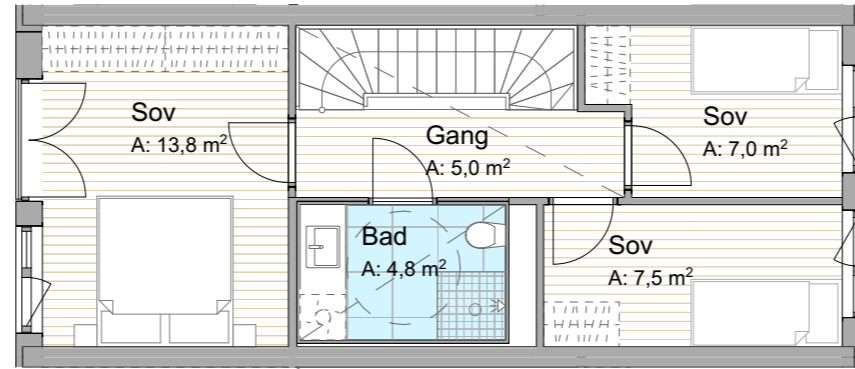 Sov
A: 13,8 m²
Gang
A: 5,0 m²
Sov
A: 7,0 m²
Bad
A: 4,8 m²
Sov
A: 7,5 m²